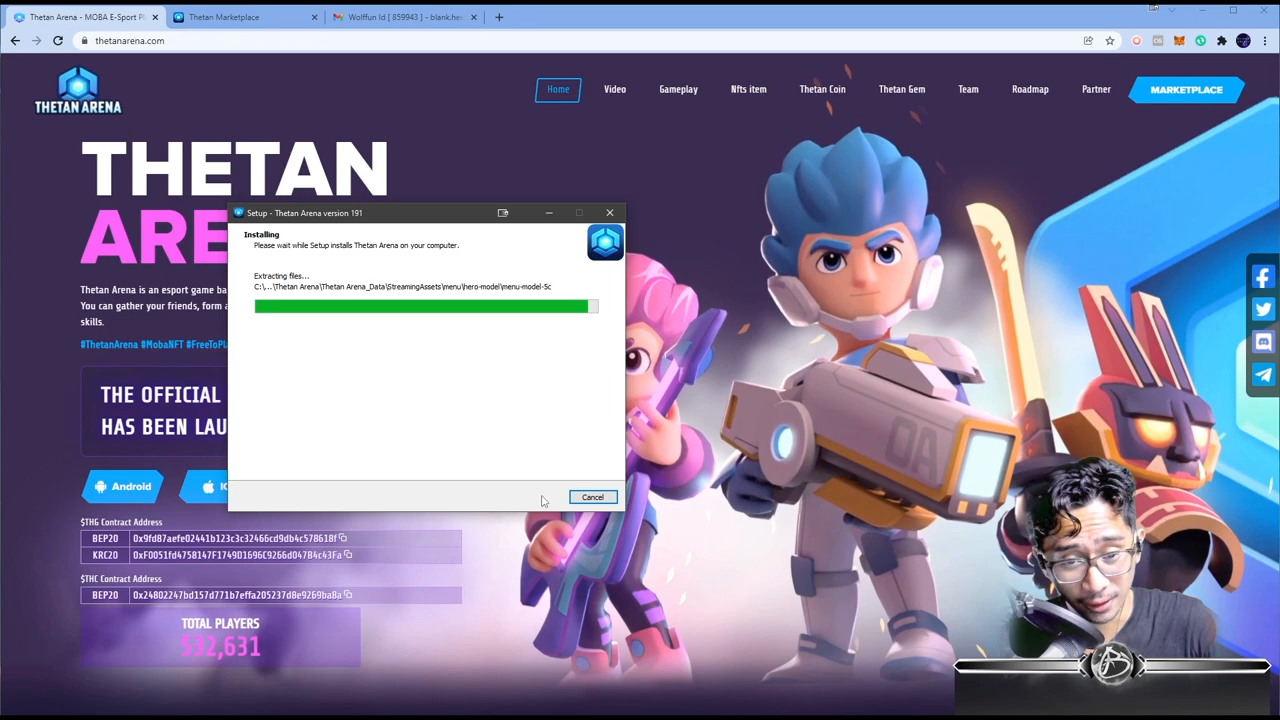 Thetan Arena - MOBA E-Sport P
Thetan Marketplace
Wolffun Id [ 859943 ] - blank.he
thetanarena.com
THETAN ARENA
Home
Video
Gameplay
Nfts item
Thetan Coin
Thetan Gem
Team
Roadmap
Partner
MARKETPLACE
THETAN
ARE
Thetan Arena is an esport game ba
You can gather your friends, form a
skills.
#ThetanArena #MobaNFT #FreeToPl
THE OFFICIAL
HAS BEEN LAU
Android
Setup - Thetan Arena version 191
Installing
Please wait while Setup installs Thetan Arena on your computer.
Extracting files...
C:\...\Thetan Arena\Thetan Arena_Data\StreamingAssets\menu\hero-model\menu-model-5c
Cancel
OA
$THG Contract Address
BEP20 0x9fd87aefe02441b123c3c32466cd9db4c578618f
KRC20 0xF0051fd4758147F1749D1696C9266d047B4c43Fa
$THC Contract Address
BEP20 0x24802247bd157d771b7effa205237d8e9269ba8a
TOTAL PLAYERS
532,631